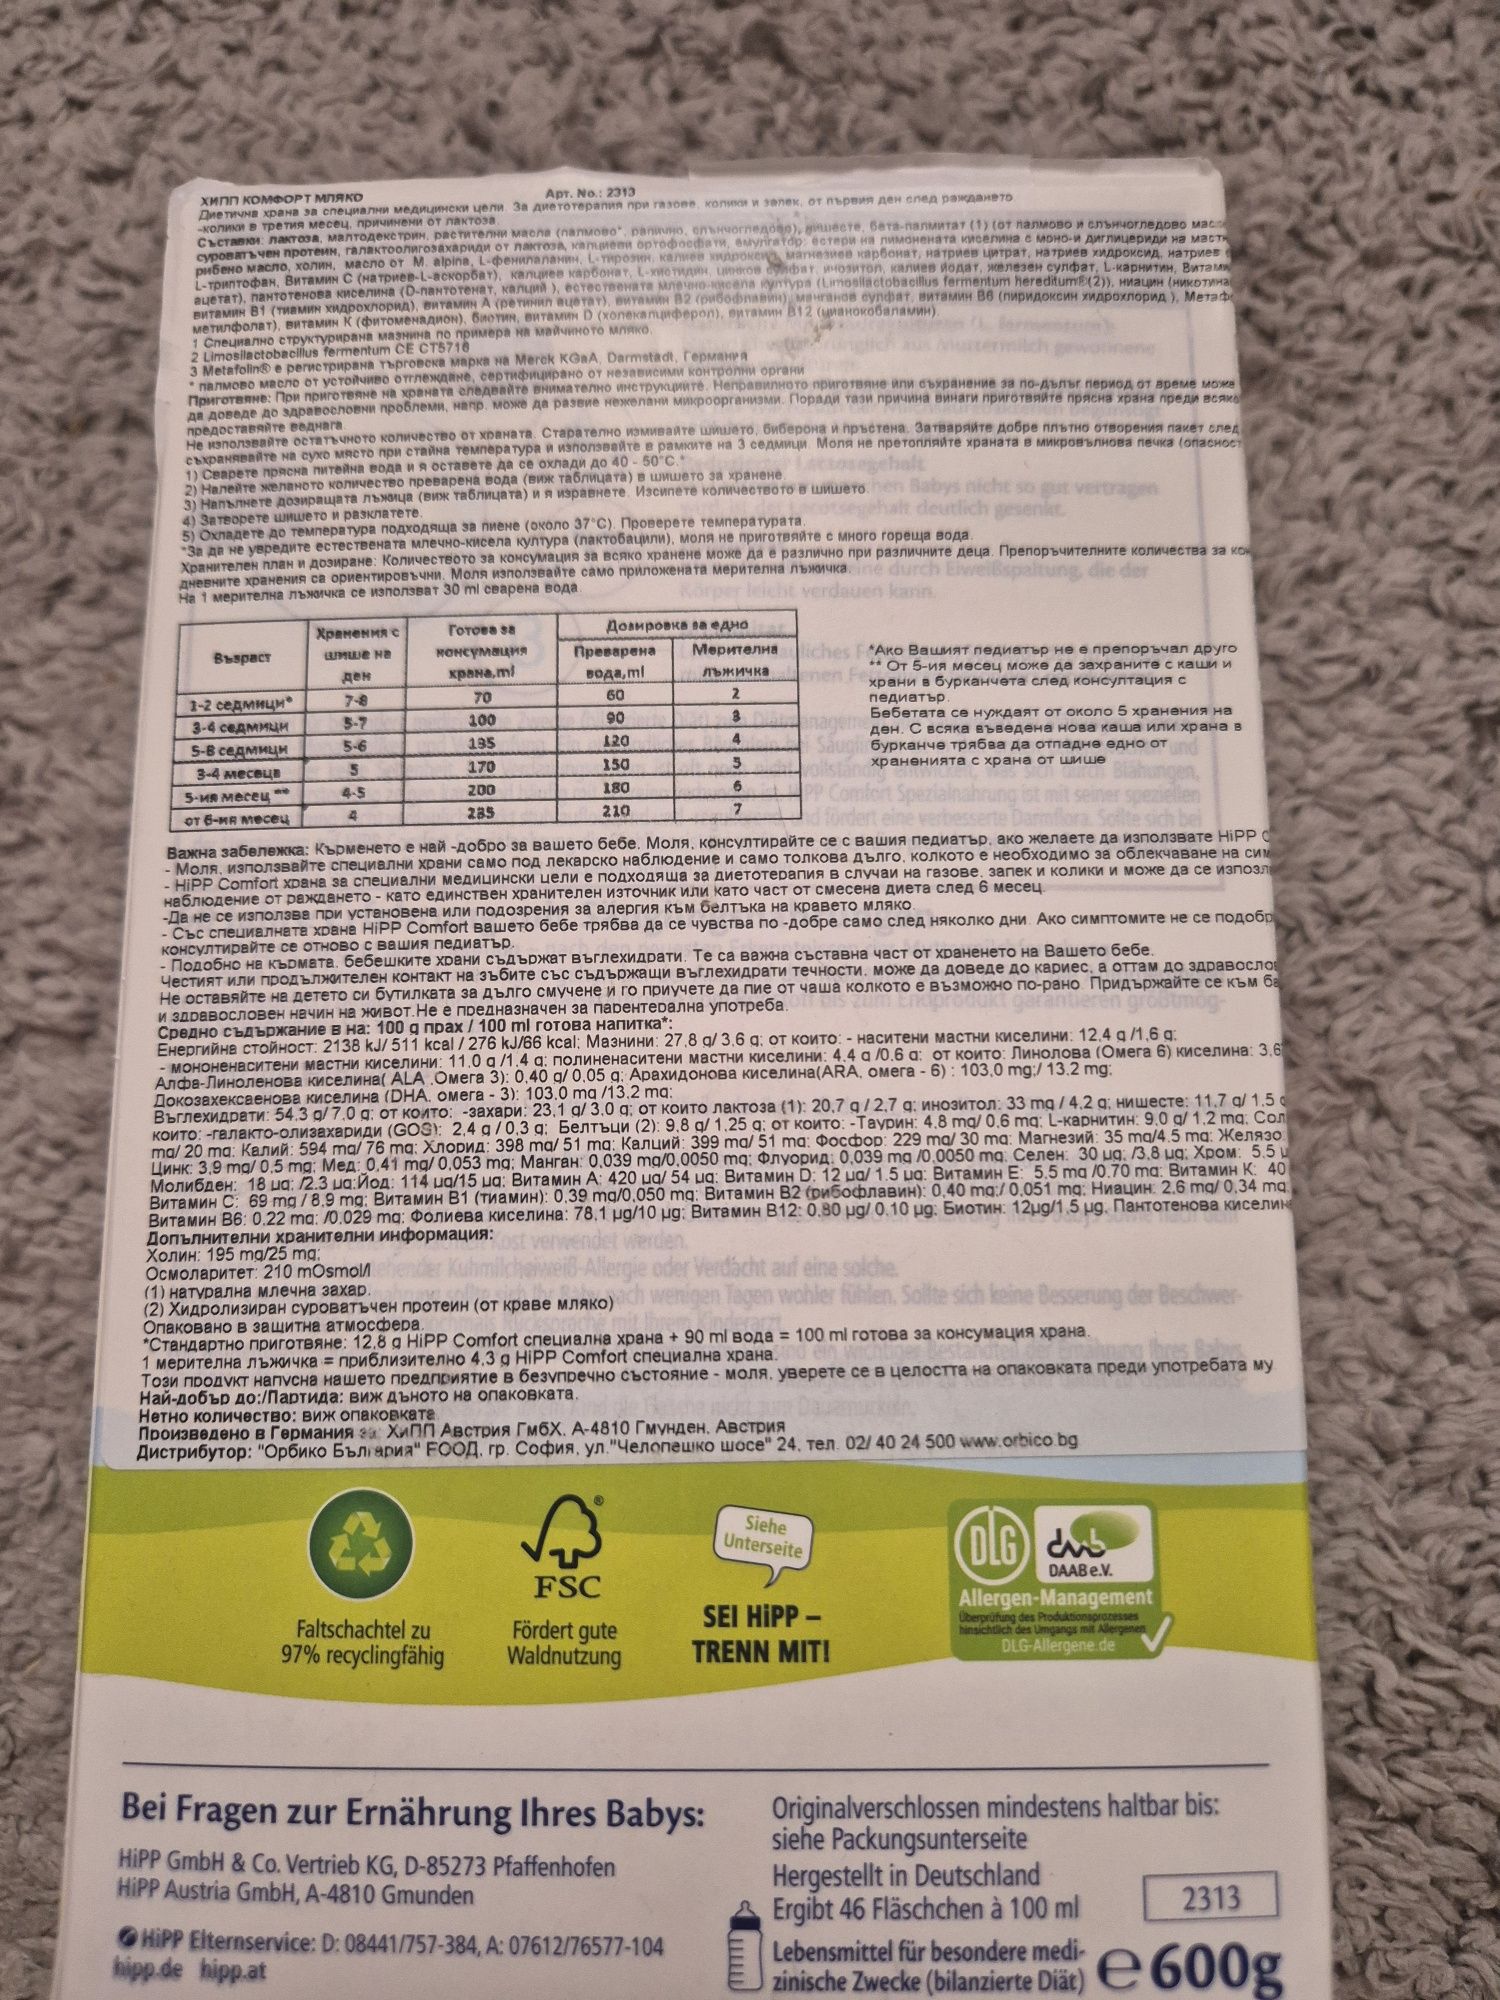 ХИПП КОМФОРТ МЛЯКО Арт. No.: 2313
Диетична храна за специални медицински цели. За диетотерапия при газове, колики и запек, от първия ден след раждането
-колики в третия месец, причинени от лактоза.
Съставки: лактоза, малтодекстрин, растителни масла (палмово*, рапично, слънчогледово), нишесте, бета-палмитат (1) (от палмово и слънчогледово
суроватъчен протеин, галактоолигозахариди от лактоза, калциеви ортофосфати, емулгатор: естери на лимонената киселина с моно-и диглицериди на
рибено масло, холин, масло от M. alpina, L-фенилаланин, L-тирозин, калиев магнезиев карбонат, натриев цитрат, натриев хидроксид, натриев
L-триптофан, Витамин C (натриев-L-аскорбат), калциев карбонат, L-хистидин, цинков инозитол, калиев йодат, железен сулфат, L-карнитин,
ацетат), пантотенова киселина (D-пантотенат, калций), естествената млечно-кисела култура (Limosilactobacillus fermentum hereditum®(2)), ниацин
витамин B1 (тиамин хидрохлорид), витамин A (ретинил ацетат), витамин B2 (рибофлавин), манганов сулфат, витамин B6 (пиридоксин хидрохлорид),
метилфолат), витамин K (фитоменадион), биотин, витамин D (холекалциферол), витамин B12 (цианокобаламин).
1 Специално структурирана мазнина по примера на майчиното мляко.
2 Limosilactobacillus fermentum CECT5716
3 Metafolin® е регистрирана търговска марка на Merck KGaA, Darmstadt, Германия
* палмово масло от устойчиво отглеждане, сертифицирано от независими контролни органи
Приготвяне: При приготвяне на храната следвайте внимателно инструкциите. Неправилното приготвяне или съхранение за по-дълъг период от време може
да доведе до здравословни проблеми, напр. може да развие нежелани микроорганизми. Поради тази причина винаги приготвяйте прясна храна преди
предоставяйте веднага.
Не използвайте остатъчното количество от храната. Старателно измивайте шишето, биберона и пръстена. Затваряйте добре плътно отворения пакет след
съхранявайте на сухо място при стайна температура и използвайте в рамките на 3 седмици. Моля не претопляйте храната в микровълнова печка
1) Сварете прясна питейна вода и я оставете да се охлади до 40 - 50°C.*
2) Налейте желаното количество преварена вода (виж таблицата) в шишето за хранене.
3) Напълнете дозиращата лъжица (виж таблицата) и я изравнете. Изсипете количеството в шишето.
4) Затворете шишето и разклатете.
5) Охладете до температура подходяща за пиене (около 37°C). Проверете температурата.
*За да не увредите естествената млечно-кисела култура (лактобацили), моля не приготвяйте с много гореща вода.
Хранителен план и дозиране: Количеството за консумация за всяко хранене може да е различно при различните деца. Препоръчителните количества за
дневните хранения са ориентировъчни. Моля използвайте само приложената мерителна лъжичка.
На 1 мерителна лъжичка се използват 30 ml сварена вода
Възраст Хранения с шише на ден Готова за консумация храна,ml Дозировка за едно
Преварена вода,ml Мерителна лъжичка
1-2 седмици* 7-8 70 60 2
3-4 седмици 5-7 100 90 3
5-8 седмици 5-6 135 120 4
3-4 месеца 5 170 150 5
5-ия месец ** 4-5 200 180 6
от 6-ия месец 4 235 210 7
*Ако Вашият педиатър не е препоръчал друго
** От 5-ия месец може да захраните с каши и
храни в бурканчета след консултация с
педиатър.
Бебетата се нуждаят от около 5 хранения на
ден. С всяка въведена нова каша или храна в
бурканче трябва да отпадне едно от
храненията с храна от шише
Важна забележка: Кърменето е най -добро за вашето бебе. Моля, консултирайте се с вашия педиатър, ако желаете да използвате HiPP
- Моля, използвайте специални храни само под лекарско наблюдение и само толкова дълго, колкото е необходимо за облекчаване на
- HiPP Comfort храна за специални медицински цели е подходяща за диетотерапия в случаи на газове, запек и колики и може да се
наблюдение от раждането - като единствен хранителен източник или като част от смесена диета след 6 месец.
-Да не се използва при установена или подозрения за алергия към белтъка на кравето мляко.
- Със специалната храна HiPP Comfort вашето бебе трябва да се чувства по -добре само след няколко дни. Ако симптомите не се
консултирайте се отново с вашия педиатър.
- Подобно на кърмата, бебешките храни съдържат въглехидрати. Те са важна съставна част от храненето на Вашето бебе.
Честият или продължителен контакт на зъбите със съдържащи въглехидрати течности, може да доведе до кариес, а оттам до
Не оставяйте на детето си бутилката за дълго смучене и го приучете да пие от чаша колкото е възможно по-рано. Придържайте се към
и здравословен начин на живот.Не е предназначен за парентерална употреба.
Средно съдържание в на: 100 g прах / 100 ml готова напитка*:
Енергийна стойност: 2138 kJ/ 511 kcal / 276 kJ/66 kcal; Мазнини: 27,8 g/ 3,6 g; от които: - наситени мастни киселини: 12,4 g /1,6 g;
- мононенаситени мастни киселини: 11,0 g /1,4 g; полиненаситени мастни киселини: 4,4 g /0,6 g: от които: Линолова (Омега 6) киселина:
Алфа-Линоленова киселина( ALA ,Омега 3): 0,40 g/ 0,05 g; Арахидонова киселина(ARA, омега - 6) : 103,0 mg;/ 13,2 mg;
Докозахексаенова киселина (DHA, омега - 3): 103,0 mg /13,2 mg;
Въглехидрати: 54,3 g/ 7,0 g; от които: -захари: 23,1 g/ 3,0 g; от които лактоза (1): 20,7 g / 2,7 g; инозитол: 33 mg / 4,2 g; нишесте: 11,7 g/ 1,5
които: -галакто-олизахариди (GOS): 2,4 g / 0,3 g; Белтъци (2): 9,8 g/ 1,25 g; от които: -Таурин: 4,8 mg/ 0,6 mg; L-карнитин: 9,0 g/ 1,2 mg,
mg/ 20 mg; Калий: 594 mg/ 76 mg; Хлорид: 398 mg/ 51 mg; Калций: 399 mg/ 51 mg; Фосфор: 229 mg/ 30 mg; Магнезий: 35 mg/4,5 mg; Желязо:
Цинк: 3,9 mg/ 0,5 mg; Мед: 0,41 mg/ 0,053 mg; Манган: 0,039 mg/0,0050 mg; Флуорид: 0,039 mg /0,0050 mg, Селен: 30 µg, /3,8 µg; Хром: 5,5
Молибден: 18 µg: /2,3 µg;Йод: 114 µg/15 µg; Витамин A: 420 µg/ 54 µg; Витамин D: 12 µg/ 1.5 µg; Витамин E: 5,5 mg /0,70 mg; Витамин K: 40
Витамин C: 69 mg / 8,9 mg; Витамин B1 (тиамин): 0,39 mg/0,050 mg; Витамин B2 (рибофлавин): 0,40 mg:/ 0,051 mg; Ниацин: 2,6 mg/ 0,34 mg
Витамин B6: 0,22 mg: /0,029 mg; Фолиева киселина: 78,1 µg/10 µg; Витамин B12: 0,80 µg/ 0,10 µg; Биотин: 12µg/1,5 µg, Пантотенова
Допълнителни хранителни информация:
Холин: 195 mg/25 mg;
Осмоларитет: 210 mOsmol/l
(1) натурална млечна захар.
(2) Хидролизиран суроватъчен протеин (от краве мляко)
Опаковано в защитна атмосфера.
*Стандартно приготвяне: 12,8 g HiPP Comfort специална храна + 90 ml вода = 100 ml готова за консумация храна.
1 мерителна лъжичка = приблизително 4,3 g HiPP Comfort специална храна.
Този продукт напусна нашето предприятие в безупречно състояние - моля, уверете се в целостта на опаковката преди употребата му
Най-добър до:/Партида: виж дъното на опаковката.
Нетно количество: виж опаковката
Произведено в Германия за: ХиПП Австрия ГмбХ, А-4810 Гмунден, Австрия
Дистрибутор: "Орбико България" ЕООД, гр. София, ул."Челопешко шосе" 24, тел. 02/ 40 24 500 www.orbico.bg
Faltschachtel zu
97% recyclingfähig
FSC ®
Fördert gute
Waldnutzung
Siehe
Unterseite
SEI HiPP –
TRENN MIT!
DLG
DAAB e.V.
Allergen-Management
Überprüfung des Produktionsprozesses
hinsichtlich des Umgangs mit Allergenen
DLG-Allergene.de
Bei Fragen zur Ernährung Ihres Babys:
HiPP GmbH & Co. Vertrieb KG, D-85273 Pfaffenhofen
HiPP Austria GmbH, A-4810 Gmunden
HiPP Elternservice: D: 08441/757-384, A: 07612/76577-104
hipp.de hipp.at
Originalverschlossen mindestens haltbar bis:
siehe Packungsunterseite
Hergestellt in Deutschland
Ergibt 46 Fläschchen à 100 ml
2313
Lebensmittel für besondere medi-
zinische Zwecke (bilanzierte Diät)
e 600g